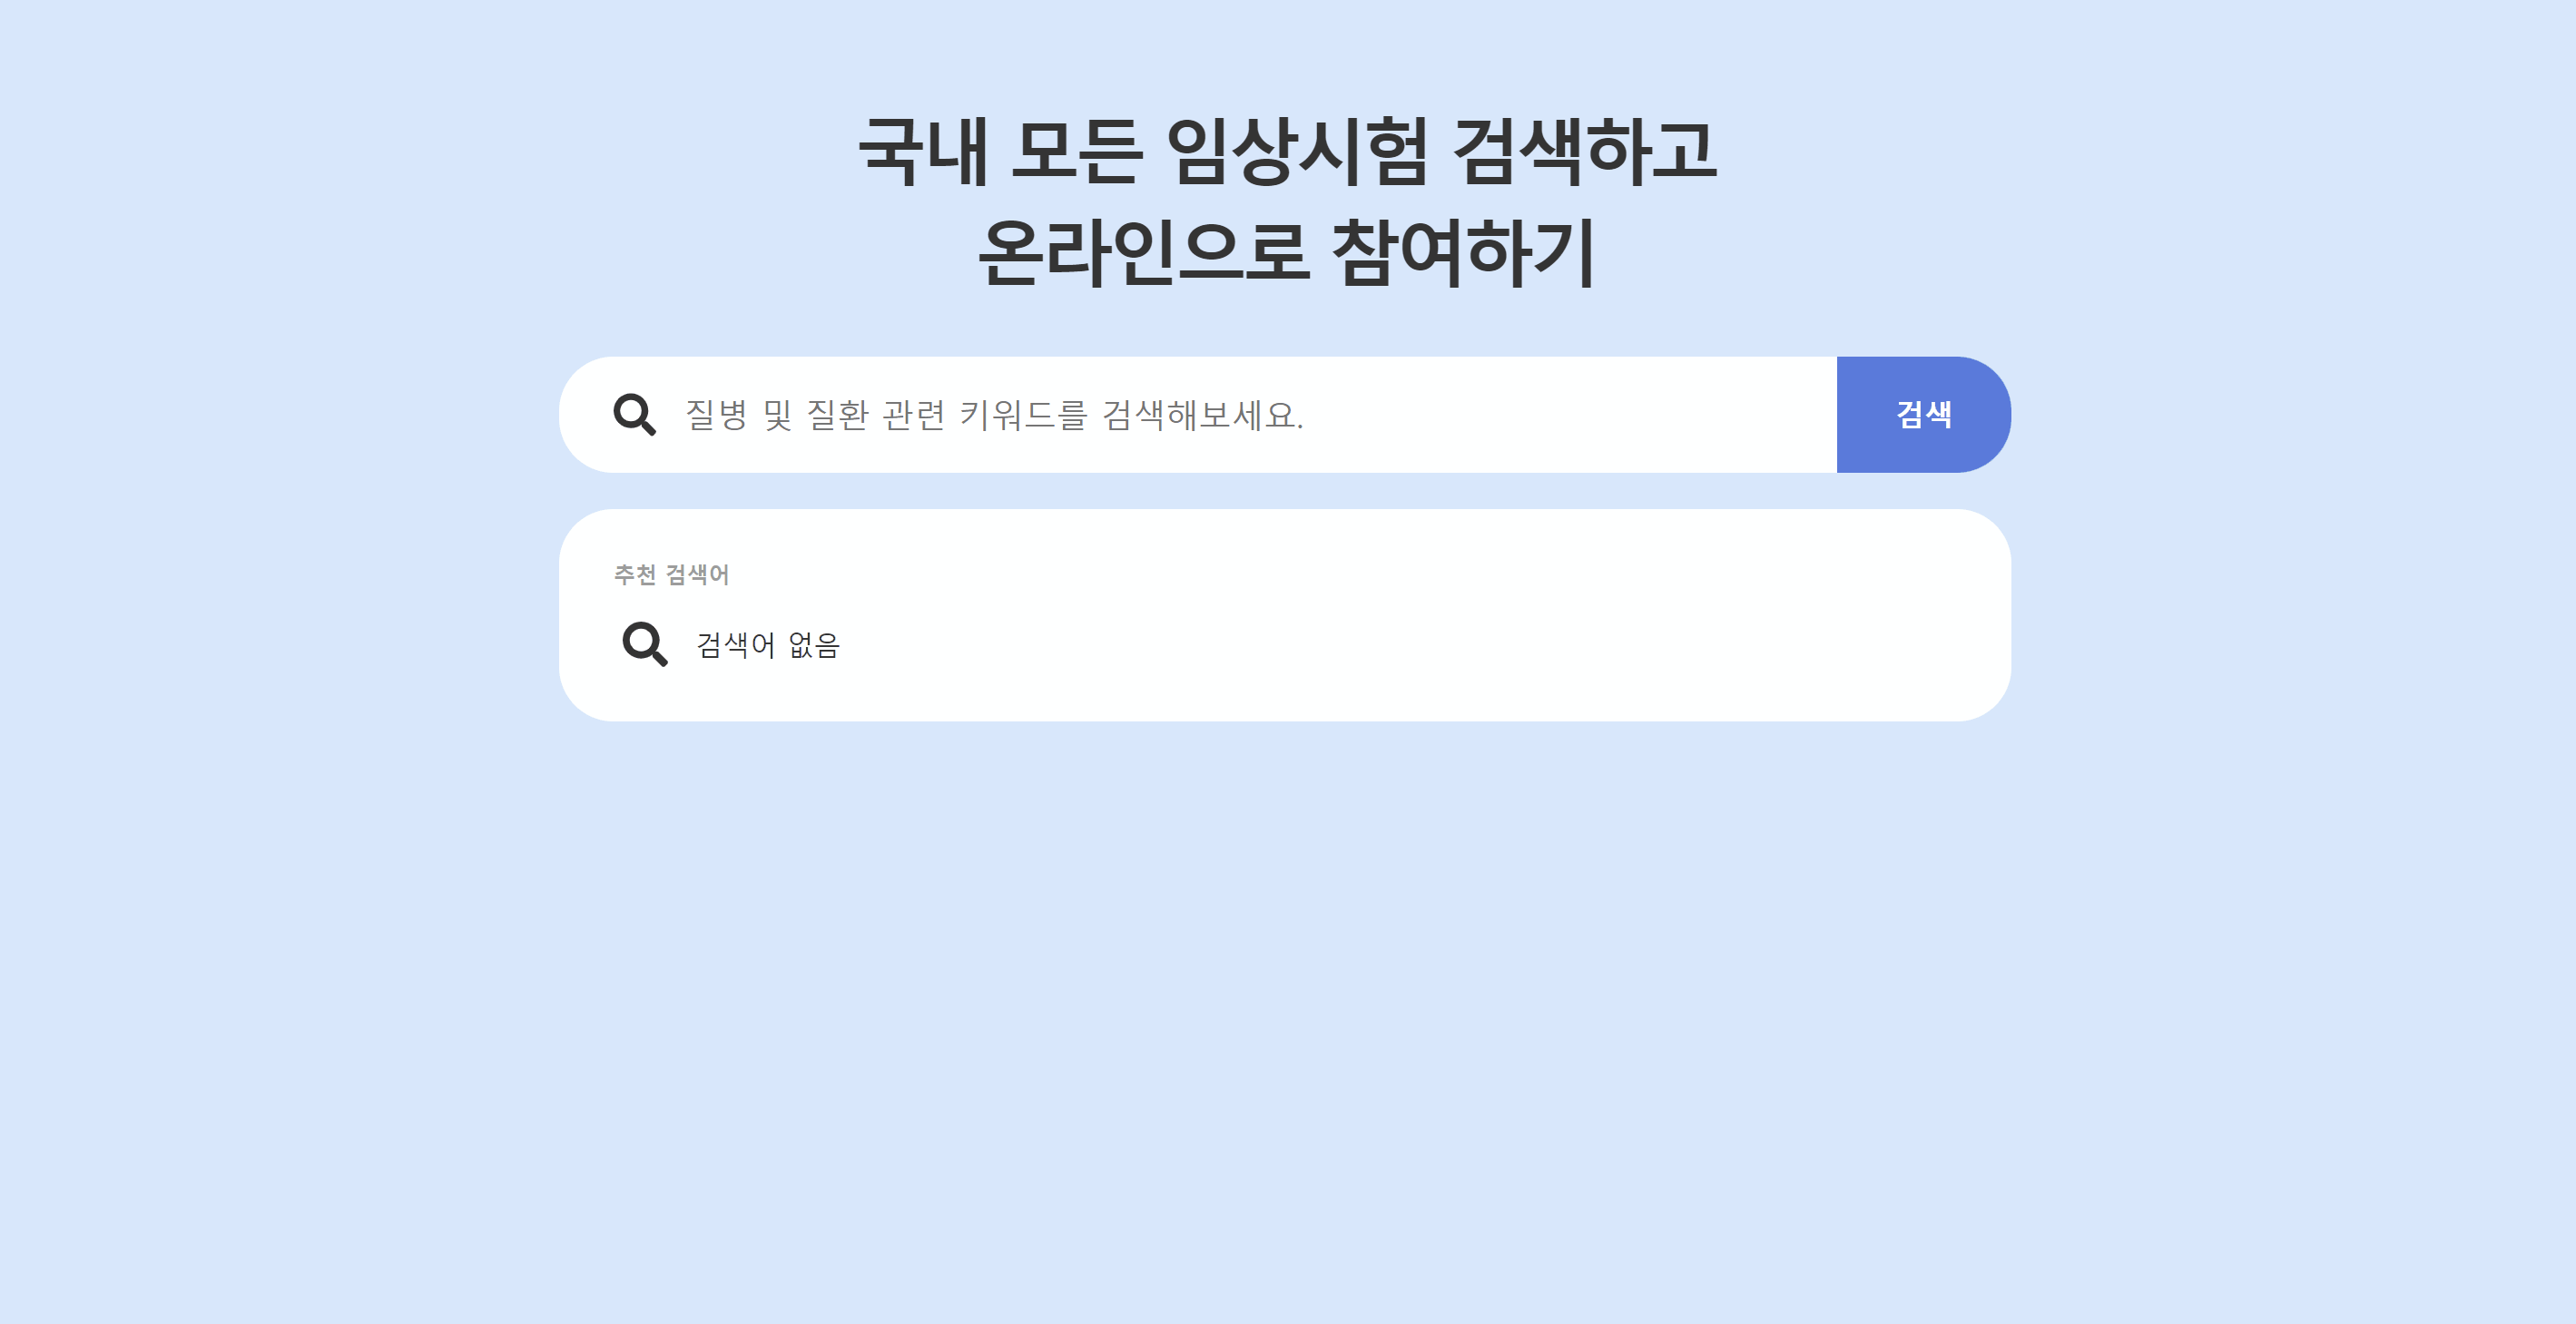 국내 모든 임상시험 검색하고
온라인으로 참여하기
질병 및 질환 관련 키워드를 검색해보세요.
검색
추천 검색어
검색어 없음